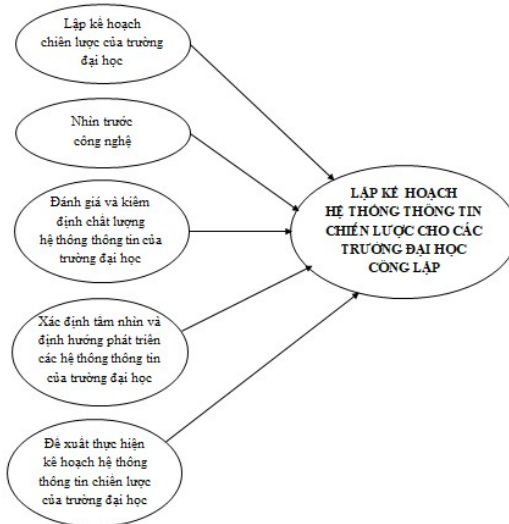 Lập kế hoạch
chiến lược của trường
đại học
Nhìn trước
công nghệ
Đánh giá và kiểm
định chất lượng
hệ thống thông tin của
trường đại học
Xác định tầm nhìn và
định hướng phát triển
các hệ thống thông tin
của trường đại học
Đề xuất thực hiện
kế hoạch hệ thống
thông tin chiến lược
của trường đại học
LẬP KẾ HOẠCH
HỆ THỐNG THÔNG TIN
CHIẾN LƯỢC CHO CÁC
TRƯỜNG ĐẠI HỌC
CÔNG LẬP